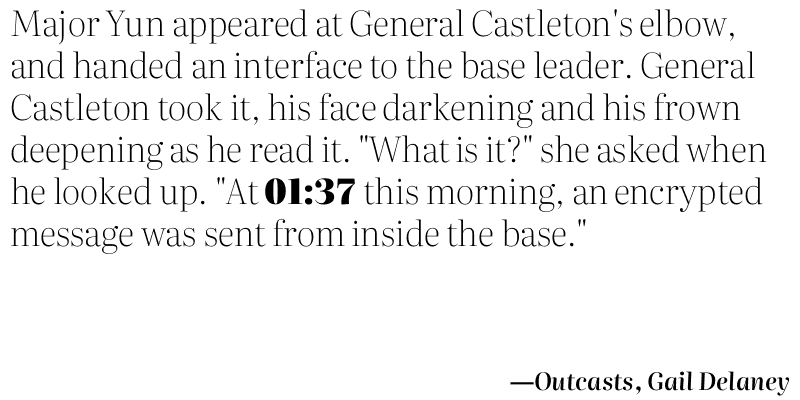 Major Yun appeared at General Castleton's elbow,
and handed an interface to the base leader. General
Castleton took it, his face darkening and his frown
deepening as he read it. "What is it?" she asked when
he looked up. "At 01:37 this morning, an encrypted
message was sent from inside the base."
—Outcasts, Gail Delaney